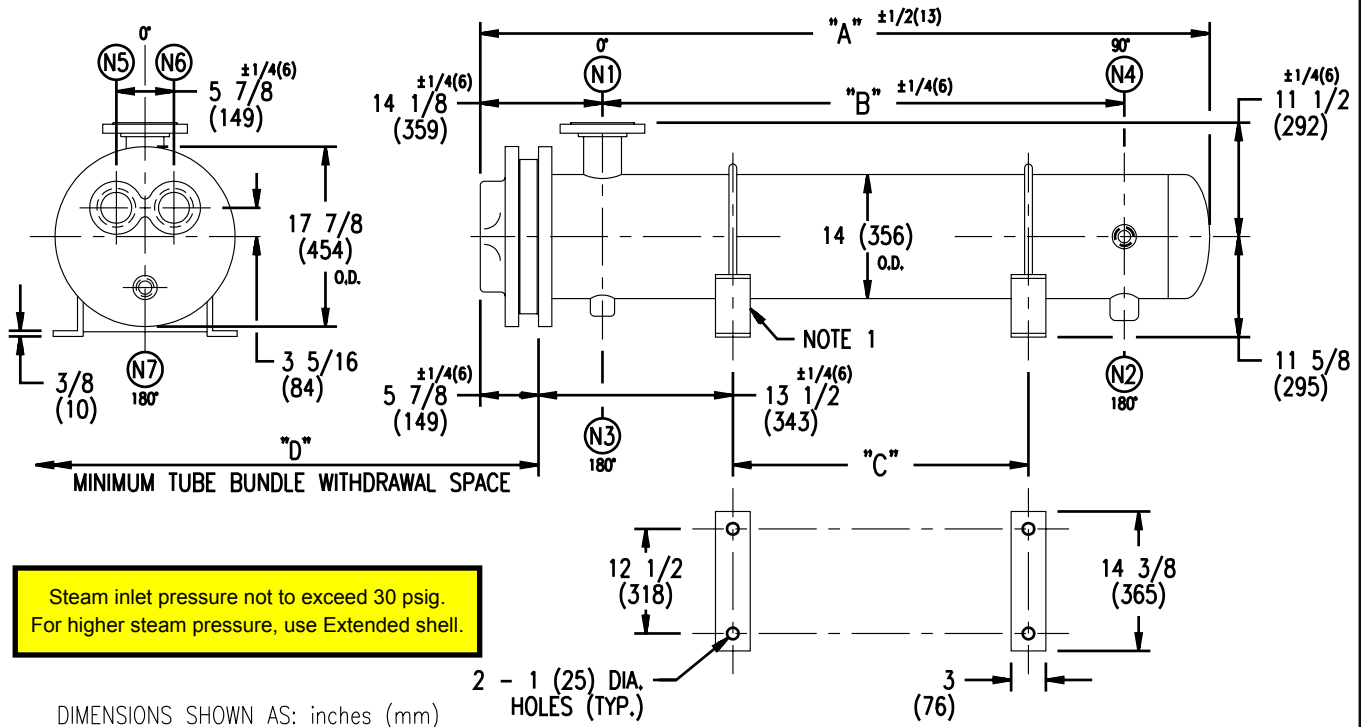 0°
N5 N6
±1/4(6)
5 7/8
(149)
17 7/8
(454)
O.D.
3/8
(10)
N7
180°
3 5/16
(84)
"A" ±1/2(13)
0°
N1
90°
N4
±1/4(6)
14 1/8
(359)
"B" ±1/4(6)
±1/4(6)
11 1/2
(292)
14 (356)
O.D.
NOTE 1
11 5/8
(295)
±1/4(6)
5 7/8
(149)
±1/4(6)
13 1/2
(343)
N3
180°
N2
180°
"D"
MINIMUM TUBE BUNDLE WITHDRAWAL SPACE
"C"
12 1/2
(318)
14 3/8
(365)
2 - 1 (25) DIA.
HOLES (TYP.)
3
(76)
Steam inlet pressure not to exceed 30 psig.
For higher steam pressure, use Extended shell.
DIMENSIONS SHOWN AS: inches (mm)